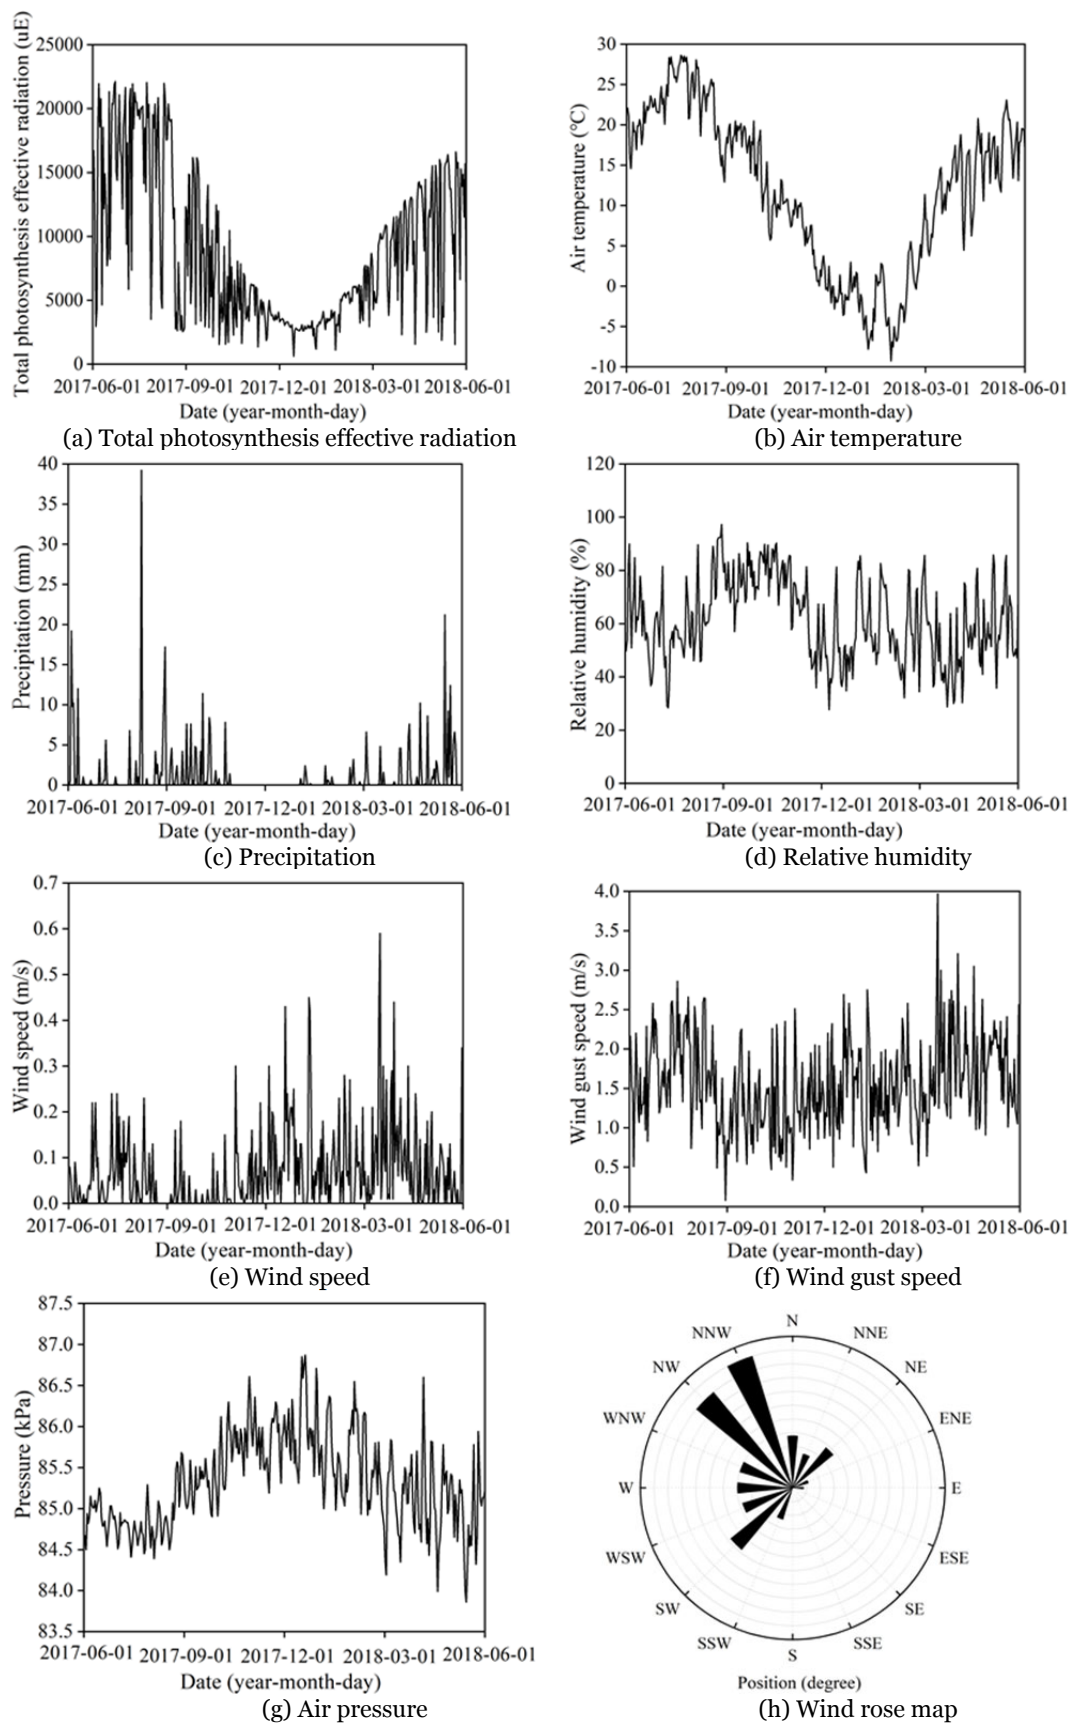 Total photosynthesis effective radiation (uE)
25000
20000
15000
10000
5000
0
2017-06-01 2017-09-01 2017-12-01 2018-03-01 2018-06-01
Date (year-month-day)
(a) Total photosynthesis effective radiation
Air temperature (°C)
30
25
20
15
10
5
0
-5
-10
2017-06-01 2017-09-01 2017-12-01 2018-03-01 2018-06-01
Date (year-month-day)
(b) Air temperature
Precipitation (mm)
40
35
30
25
20
15
10
5
0
2017-06-01 2017-09-01 2017-12-01 2018-03-01 2018-06-01
Date (year-month-day)
(c) Precipitation
Relative humidity (%)
120
100
80
60
40
20
0
2017-06-01 2017-09-01 2017-12-01 2018-03-01 2018-06-01
Date (year-month-day)
(d) Relative humidity
Wind speed (m/s)
0.7
0.6
0.5
0.4
0.3
0.2
0.1
0.0
2017-06-01 2017-09-01 2017-12-01 2018-03-01 2018-06-01
Date (year-month-day)
(e) Wind speed
Wind gust speed (m/s)
4.0
3.5
3.0
2.5
2.0
1.5
1.0
0.5
0.0
2017-06-01 2017-09-01 2017-12-01 2018-03-01 2018-06-01
Date (year-month-day)
(f) Wind gust speed
Pressure (kPa)
87.5
87.0
86.5
86.0
85.5
85.0
84.5
84.0
83.5
2017-06-01 2017-09-01 2017-12-01 2018-03-01 2018-06-01
Date (year-month-day)
(g) Air pressure
N
NNW NNE
NW NE
WNW ENE
W E
WSW ESE
SW SE
SSW SSE
S
Position (degree)
(h) Wind rose map